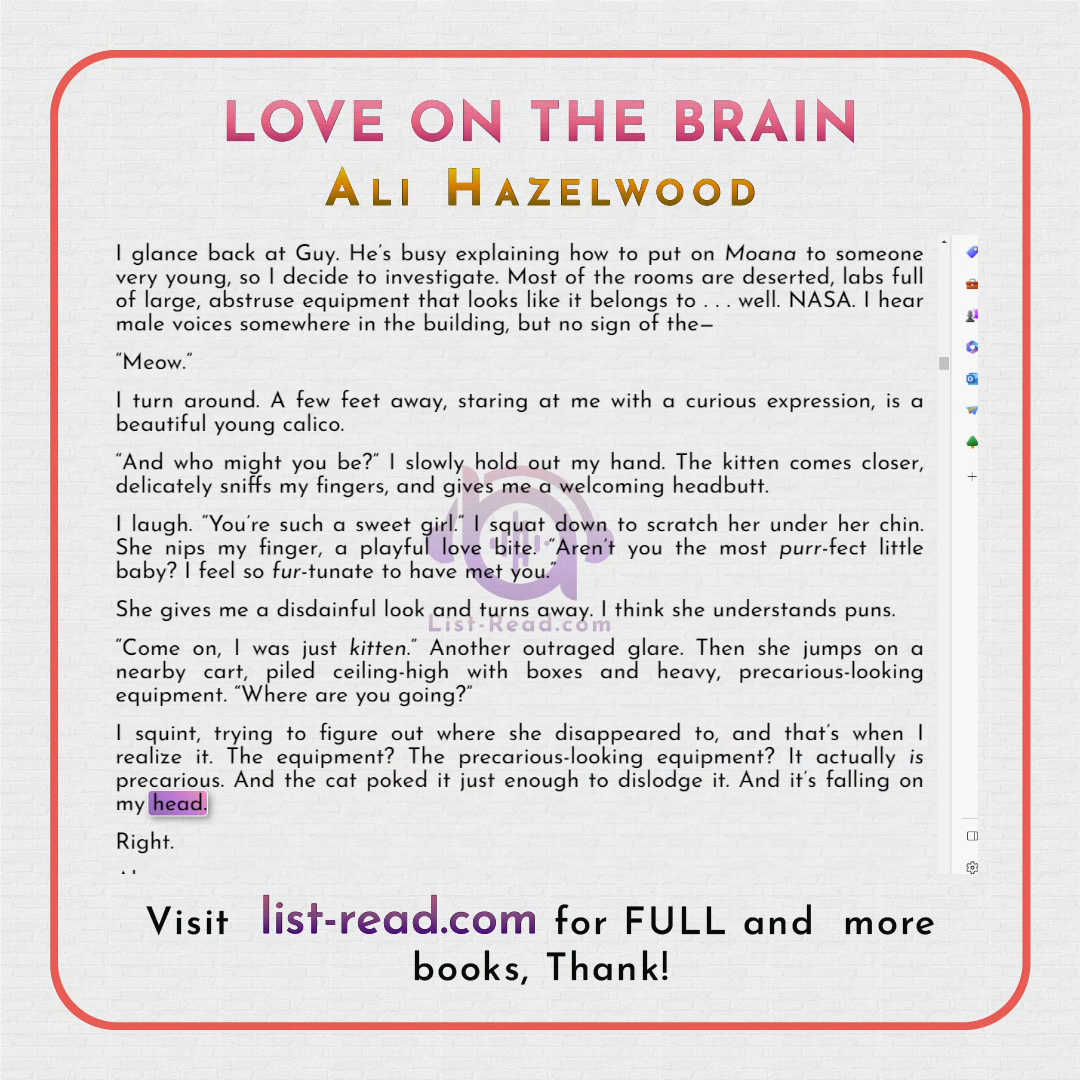 LOVE ON THE BRAIN
ALI HAZELWOOD
I glance back at Guy. He's busy explaining how to put on Moana to someone
very young, so I decide to investigate. Most of the rooms are deserted, labs full
of large, abstruse equipment that looks like it belongs to . . . well. NASA. I hear
male voices somewhere in the building, but no sign of the—
“Meow.”
I turn around. A few feet away, staring at me with a curious expression, is a
beautiful young calico.
“And who might you be?” I slowly hold out my hand. The kitten comes closer,
delicately sniffs my fingers, and gives me a welcoming headbutt.
I laugh. “You're such a sweet girl.” I squat down to scratch her under her chin.
She nips my finger, a playful love bite. “Aren't you the most purr-fect little
baby? I feel so fur-tunate to have met you.”
She gives me a disdainful look and turns away. I think she understands puns.
List-Read.com
“Come on, I was just kitten.” Another outraged glare. Then she jumps on a
nearby cart, piled ceiling-high with boxes and heavy, precarious-looking
equipment. “Where are you going?”
I squint, trying to figure out where she disappeared to, and that's when I
realize it. The equipment? The precarious-looking equipment? It actually is
precarious. And the cat poked it just enough to dislodge it. And it's falling on
my head.
Right.
Visit list-read.com for FULL and more
books, Thank!